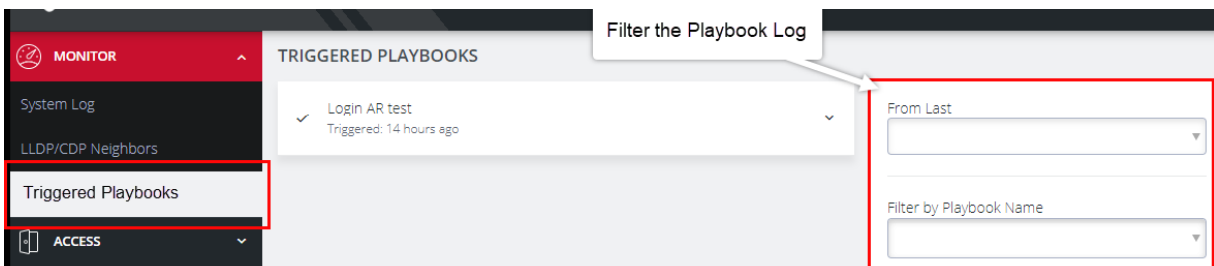 Filter the Playbook Log
MONITOR
System Log
LLDP/CDP Neighbors
Triggered Playbooks
ACCESS
TRIGGERED PLAYBOOKS
Login AR test
Triggered: 14 hours ago
From Last
Filter by Playbook Name